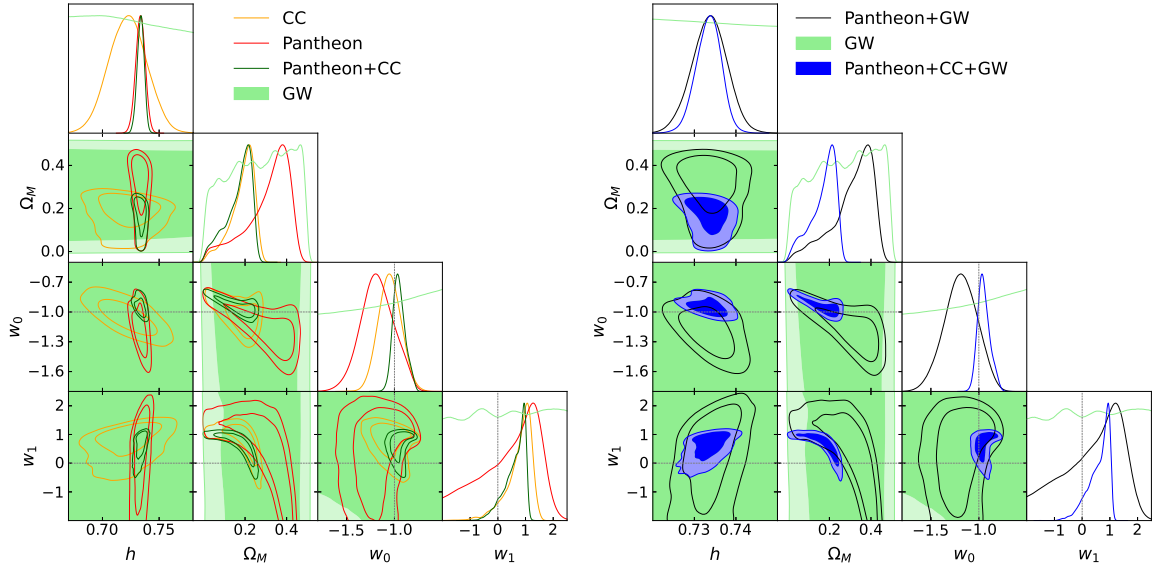 CC
Pantheon
Pantheon+CC
GW
Pantheon+GW
GW
Pantheon+CC+GW
0.4
0.2
0.0
Ω_M
−0.7
−1.0
−1.3
−1.6
w_0
2
1
0
−1
w_1
0.70 0.75
h
0.2 0.4
Ω_M
−1.5 −1.0
w_0
−1 0 1 2
w_1
0.4
0.2
0.0
Ω_M
−0.7
−1.0
−1.3
−1.6
w_0
2
1
0
−1
w_1
0.73 0.74
h
0.2 0.4
Ω_M
−1.5 −1.0
w_0
−1 0 1 2
w_1